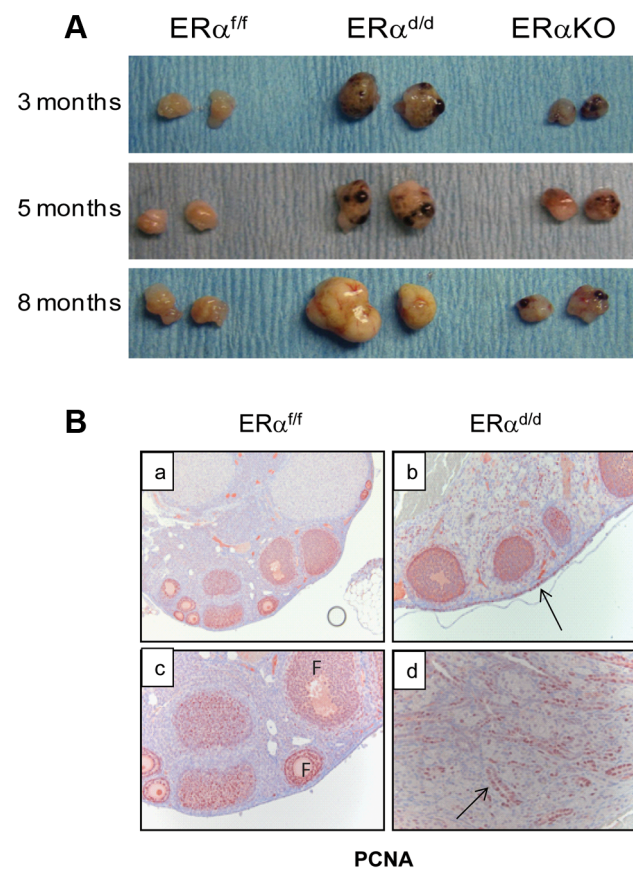 A
ERα^f/f ERα^d/d ERαKO
3 months
5 months
8 months
B
ERα^f/f ERα^d/d
a b
F
c F d
PCNA